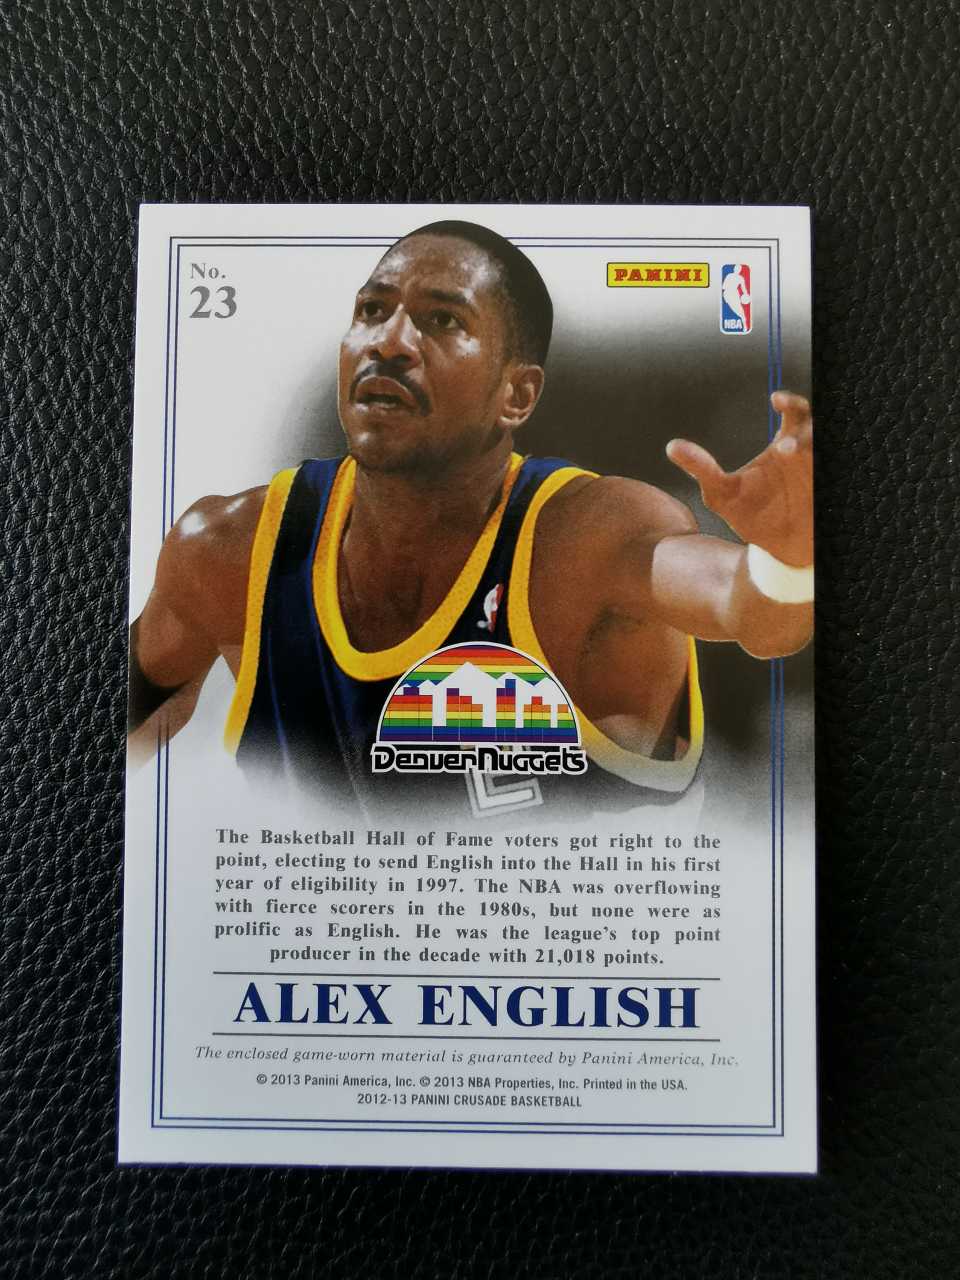 No.
23
PANINI
NBA
Denver Nuggets
The Basketball Hall of Fame voters got right to the
point, electing to send English into the Hall in his first
year of eligibility in 1997. The NBA was overflowing
with fierce scorers in the 1980s, but none were as
prolific as English. He was the league's top point
producer in the decade with 21,018 points.
ALEX ENGLISH
The enclosed game-worn material is guaranteed by Panini America, Inc.
© 2013 Panini America, Inc. © 2013 NBA Properties, Inc. Printed in the USA.
2012-13 PANINI CRUSADE BASKETBALL